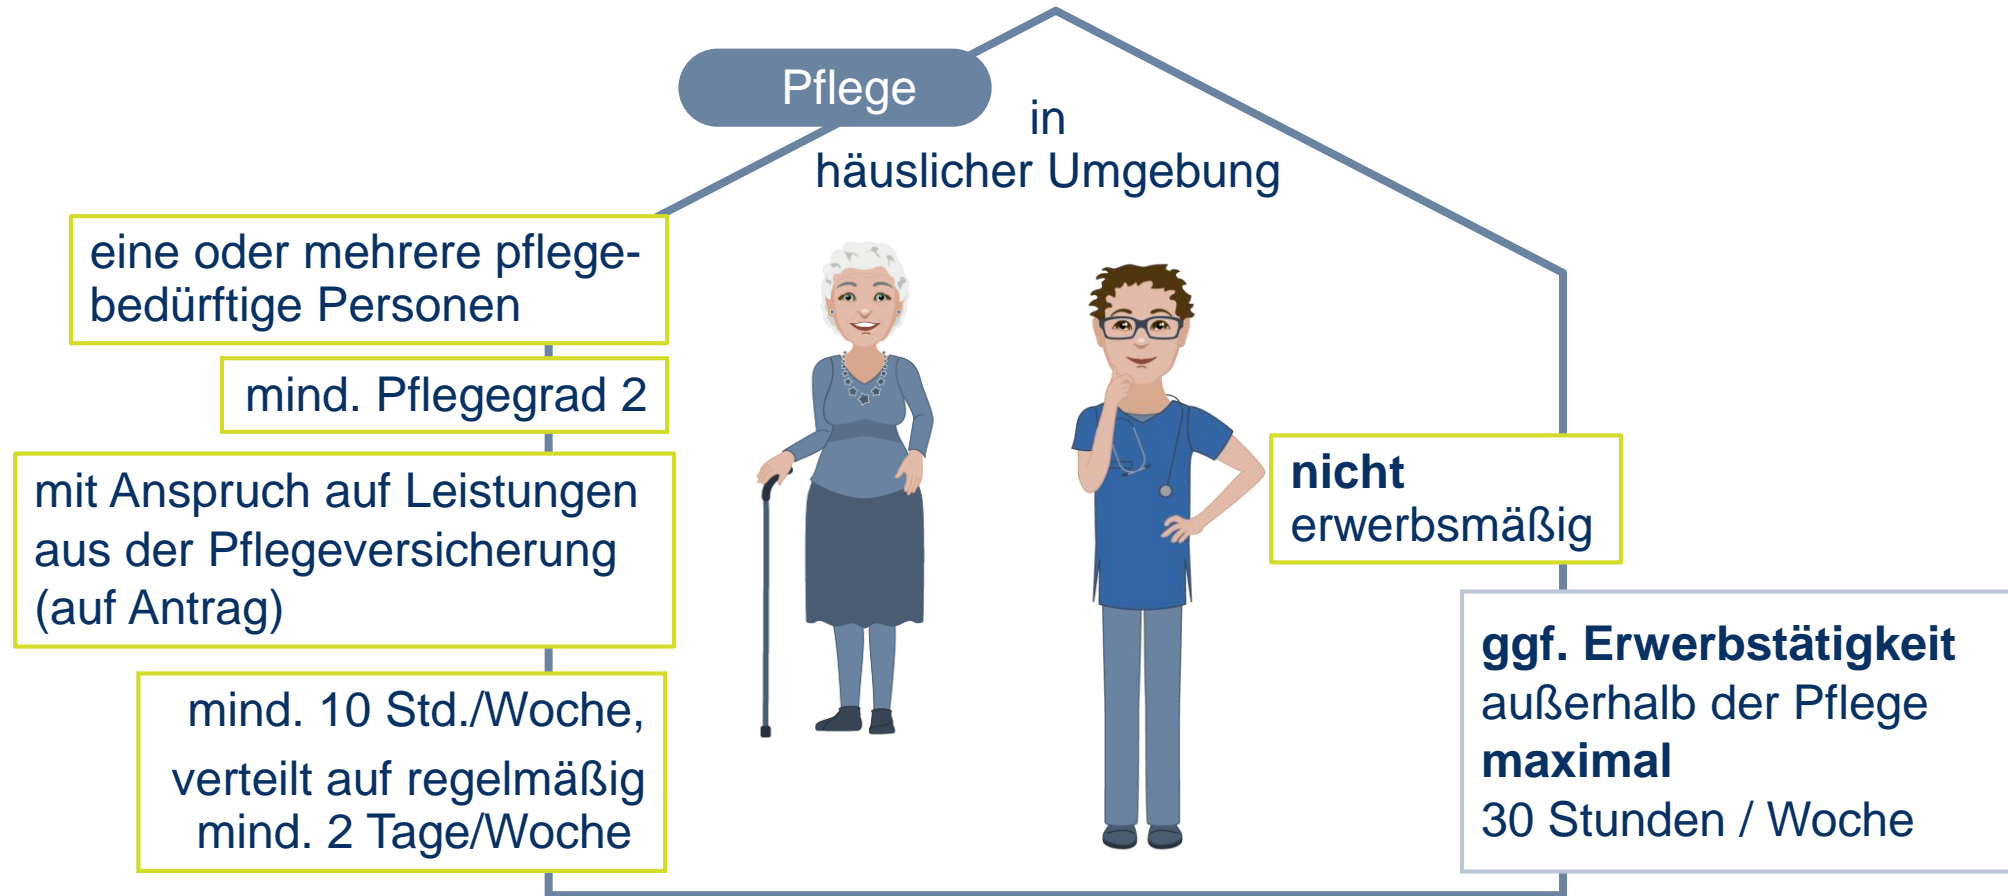 Pflege
in
häuslicher Umgebung
eine oder mehrere pflege-
bedürftige Personen
mind. Pflegegrad 2
mit Anspruch auf Leistungen
aus der Pflegeversicherung
(auf Antrag)
mind. 10 Std./Woche,
verteilt auf regelmäßig
mind. 2 Tage/Woche
nicht
erwerbsmäßig
ggf. Erwerbstätigkeit
außerhalb der Pflege
maximal
30 Stunden / Woche